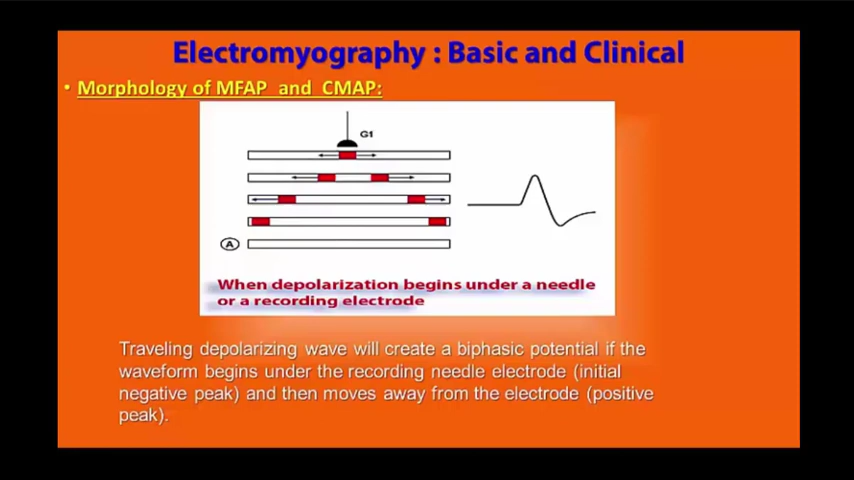 Electromyography : Basic and Clinical
• Morphology of MFAP and CMAP:
G1
A
When depolarization begins under a needle
or a recording electrode
Traveling depolarizing wave will create a biphasic potential if the
waveform begins under the recording needle electrode (initial
negative peak) and then moves away from the electrode (positive
peak).